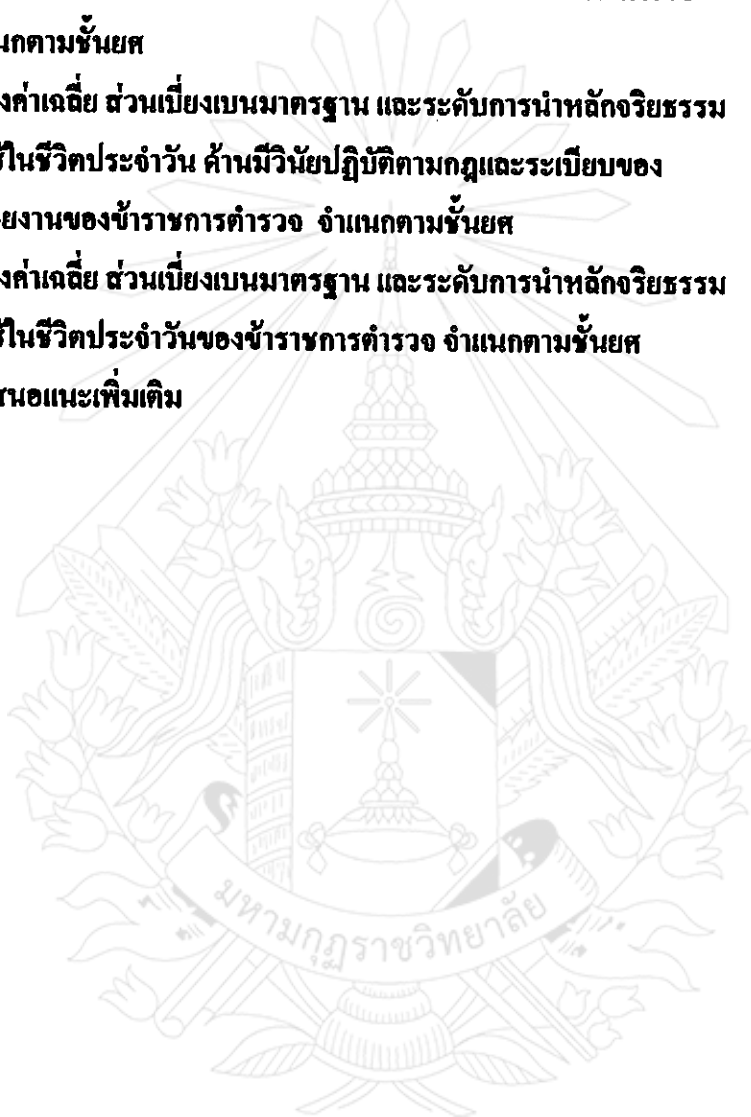 นกตามชั้นยศ
งค่าเฉลี่ย ส่วนเบี่ยงเบนมาตรฐาน และระดับการนำหลักจริยธรรม
ช้ในชีวิตประจำวัน ด้านมีวินัยปฏิบัติตามกฎและระเบียบของ
ยงานของข้าราชการตำรวจ จำแนกตามชั้นยศ
งค่าเฉลี่ย ส่วนเบี่ยงเบนมาตรฐาน และระดับการนำหลักจริยธรรม
ช้ในชีวิตประจำวันของข้าราชการตำรวจ จำแนกตามชั้นยศ
สนอแนะเพิ่มเติม
มหามกุฏราชวิทยาลัย